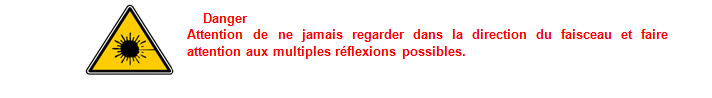 Danger
Attention de ne jamais regarder dans la direction du faisceau et faire
attention aux multiples réflexions possibles.